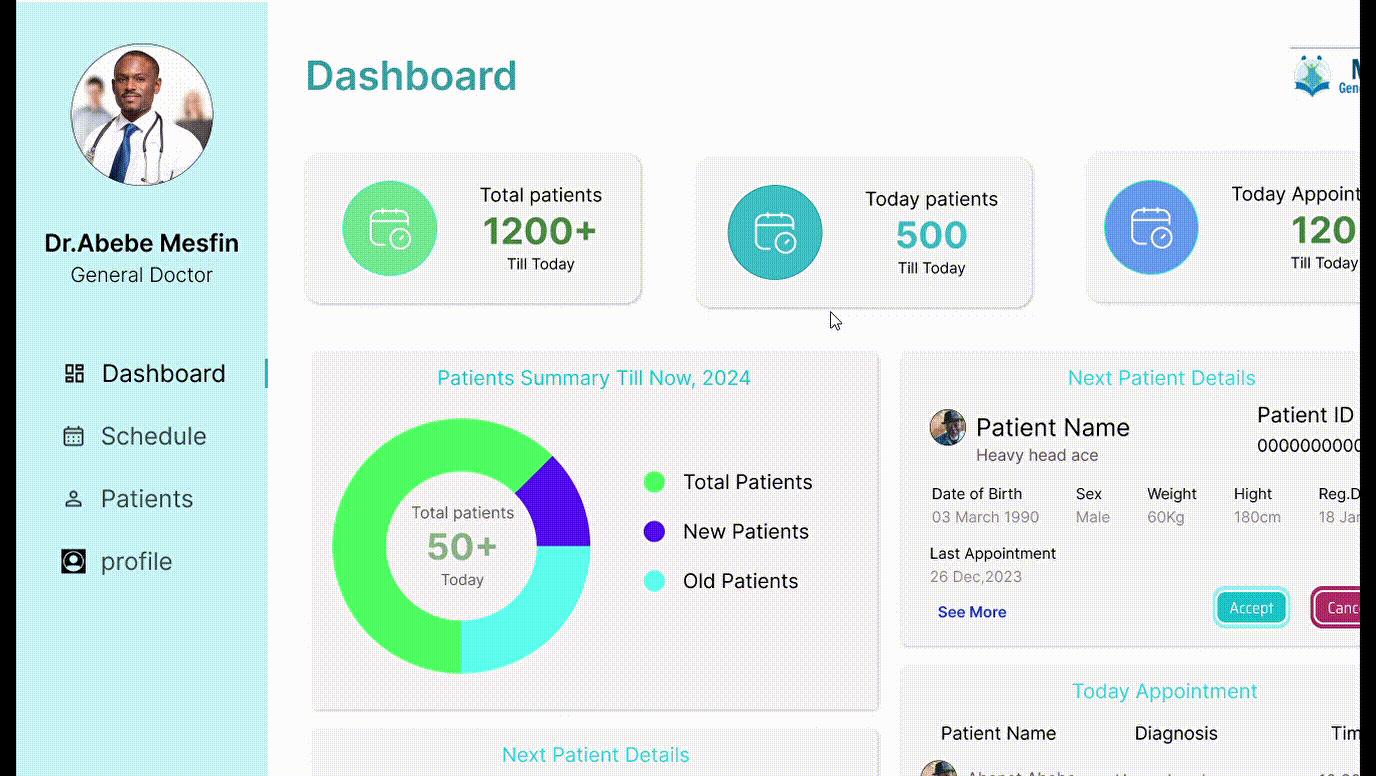 Dr.Abebe Mesfin
General Doctor
Dashboard
Schedule
Patients
profile
Dashboard
Total patients
1200+
Till Today
Today patients
500
Till Today
Today Appoint
120
Till Today
Patients Summary Till Now, 2024
Total patients
50+
Today
Total Patients
New Patients
Old Patients
Next Patient Details
Patient Name
Heavy head ace
Patient ID
0000000000
Date of Birth Sex Weight Hight Reg.D
03 March 1990 Male 60Kg 180cm 18 Jan
Last Appointment
26 Dec,2023
See More
Accept
Canc
Today Appointment
Patient Name Diagnosis Tim
Next Patient Details